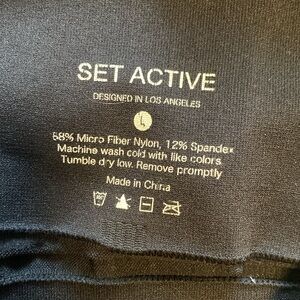 SET ACTIVE
DESIGNED IN LOS ANGELES
L
88% Micro Fiber Nylon, 12% Spandex
Machine wash cold with like colors.
Tumble dry low. Remove promptly
Made in China